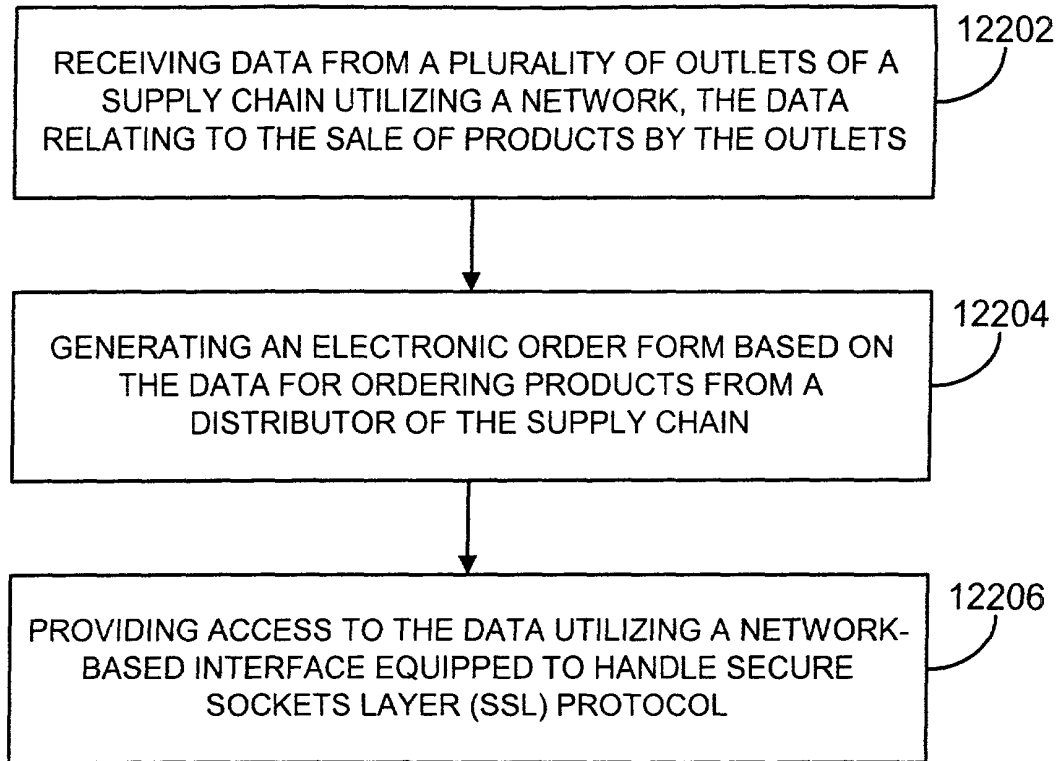 12202
RECEIVING DATA FROM A PLURALITY OF OUTLETS OF A
SUPPLY CHAIN UTILIZING A NETWORK, THE DATA
RELATING TO THE SALE OF PRODUCTS BY THE OUTLETS
12204
GENERATING AN ELECTRONIC ORDER FORM BASED ON
THE DATA FOR ORDERING PRODUCTS FROM A
DISTRIBUTOR OF THE SUPPLY CHAIN
12206
PROVIDING ACCESS TO THE DATA UTILIZING A NETWORK-
BASED INTERFACE EQUIPPED TO HANDLE SECURE
SOCKETS LAYER (SSL) PROTOCOL